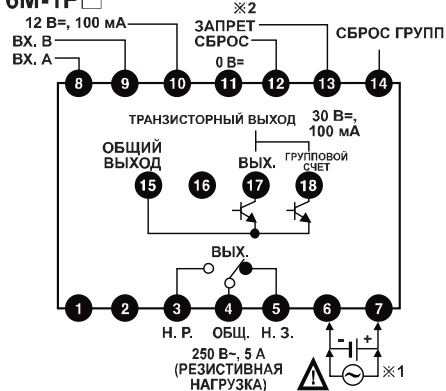 6М-1Р□
12 В=, 100 мА
ВХ. В
ВХ. А
※2
ЗАПРЕТ
СБРОС
0 В=
СБРОС ГРУПП
8 9 10 11 12 13 14
ТРАНЗИСТОРНЫЙ ВЫХОД
30 В=,
100 мА
ОБЩИЙ
ВЫХОД
ВЫХ.
ГРУППОВОЙ
СЧЕТ
15 16 17 18
ВЫХ.
1 2 3 4 5 6 7
Н. Р. ОБЩ. Н. З.
250 В~, 5 А
(РЕЗИСТИВНАЯ
НАГРУЗКА)
- +
※1